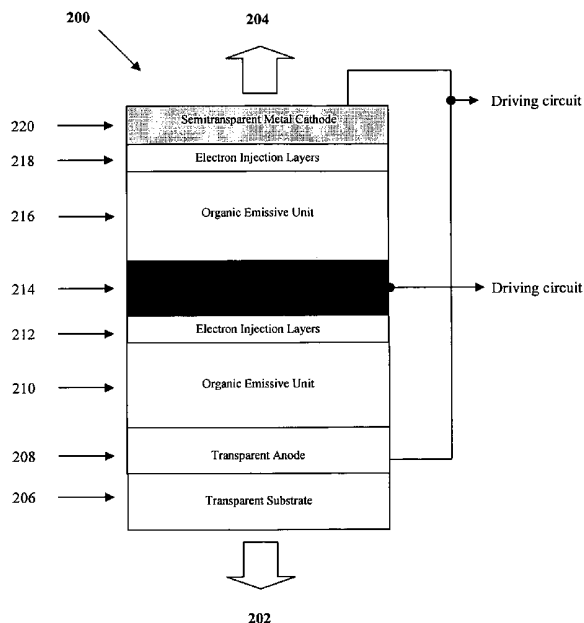 200
204
Driving circuit
220
Semitransparent Metal Cathode
218
Electron Injection Layers
216
Organic Emissive Unit
214
Driving circuit
212
Electron Injection Layers
210
Organic Emissive Unit
208
Transparent Anode
206
Transparent Substrate
202